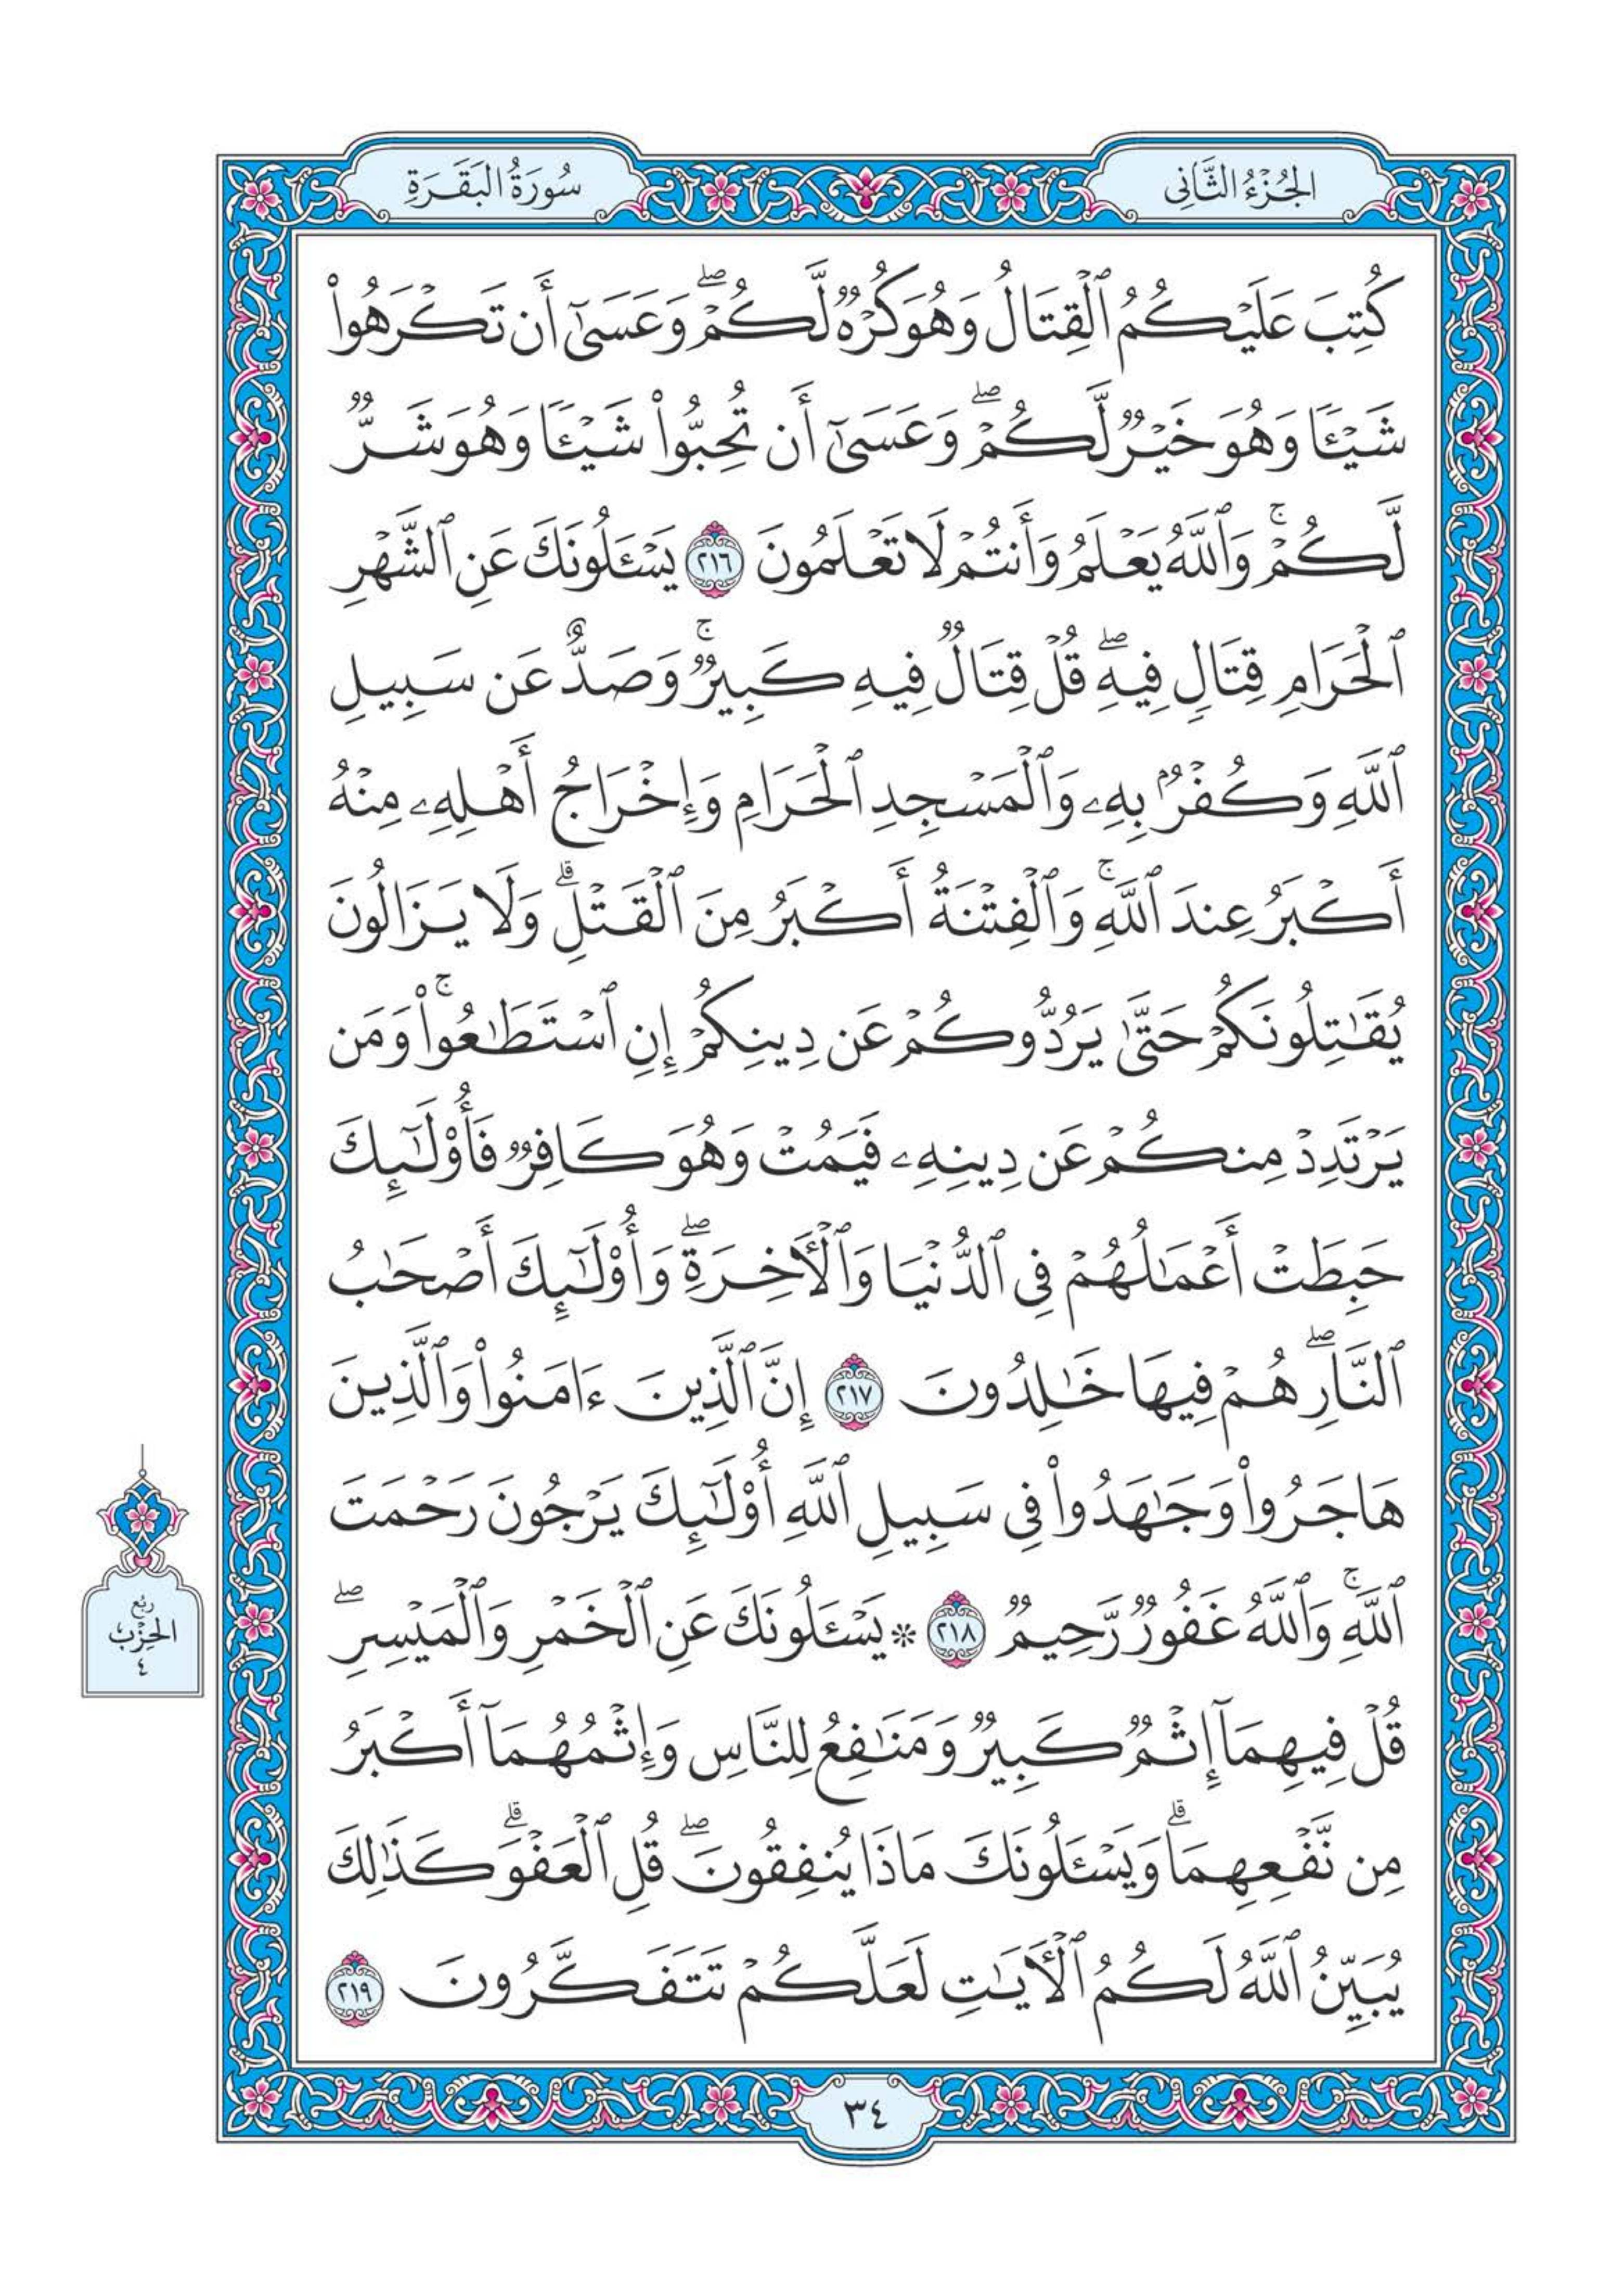 الجُزْءُ الثَّانِى
سُورَةُ البَقَرَةِ
كُتِبَ عَلَيۡكُمُ ٱلۡقِتَالُ وَهُوَ كُرۡهٞ لَّكُمۡۖ وَعَسَىٰٓ أَن تَكۡرَهُواْ
شَيۡـٔٗا وَهُوَ خَيۡرٞ لَّكُمۡۖ وَعَسَىٰٓ أَن تُحِبُّواْ شَيۡـٔٗا وَهُوَ شَرّٞ
لَّكُمۡۚ وَٱللَّهُ يَعۡلَمُ وَأَنتُمۡ لَا تَعۡلَمُونَ ٢١٦ يَسۡـَٔلُونَكَ عَنِ ٱلشَّهۡرِ
ٱلۡحَرَامِ قِتَالٖ فِيهِۖ قُلۡ قِتَالٞ فِيهِ كَبِيرٞۚ وَصَدٌّ عَن سَبِيلِ
ٱللَّهِ وَكُفۡرُۢ بِهِۦ وَٱلۡمَسۡجِدِ ٱلۡحَرَامِ وَإِخۡرَاجُ أَهۡلِهِۦ مِنۡهُ
أَكۡبَرُ عِندَ ٱللَّهِۚ وَٱلۡفِتۡنَةُ أَكۡبَرُ مِنَ ٱلۡقَتۡلِۗ وَلَا يَزَالُونَ
يُقَٰتِلُونَكُمۡ حَتَّىٰ يَرُدُّوكُمۡ عَن دِينِكُمۡ إِنِ ٱسۡتَطَٰعُواْۚ وَمَن
يَرۡتَدِدۡ مِنكُمۡ عَن دِينِهِۦ فَيَمُتۡ وَهُوَ كَافِرٞ فَأُوْلَٰٓئِكَ
حَبِطَتۡ أَعۡمَٰلُهُمۡ فِي ٱلدُّنۡيَا وَٱلۡأٓخِرَةِۖ وَأُوْلَٰٓئِكَ أَصۡحَٰبُ
ٱلنَّارِۖ هُمۡ فِيهَا خَٰلِدُونَ ٢١٧ إِنَّ ٱلَّذِينَ ءَامَنُواْ وَٱلَّذِينَ
هَاجَرُواْ وَجَٰهَدُواْ فِي سَبِيلِ ٱللَّهِ أُوْلَٰٓئِكَ يَرۡجُونَ رَحۡمَتَ
ٱللَّهِۚ وَٱللَّهُ غَفُورٞ رَّحِيمٞ ٢١٨ ۞ يَسۡـَٔلُونَكَ عَنِ ٱلۡخَمۡرِ وَٱلۡمَيۡسِرِۖ
قُلۡ فِيهِمَآ إِثۡمٞ كَبِيرٞ وَمَنَٰفِعُ لِلنَّاسِ وَإِثۡمُهُمَآ أَكۡبَرُ
مِن نَّفۡعِهِمَاۗ وَيَسۡـَٔلُونَكَ مَاذَا يُنفِقُونَۖ قُلِ ٱلۡعَفۡوَۗ كَذَٰلِكَ
يُبَيِّنُ ٱللَّهُ لَكُمُ ٱلۡأٓيَٰتِ لَعَلَّكُمۡ تَتَفَكَّرُونَ ٢١٩
رُبْع
الحِزْب
٤
٣٤